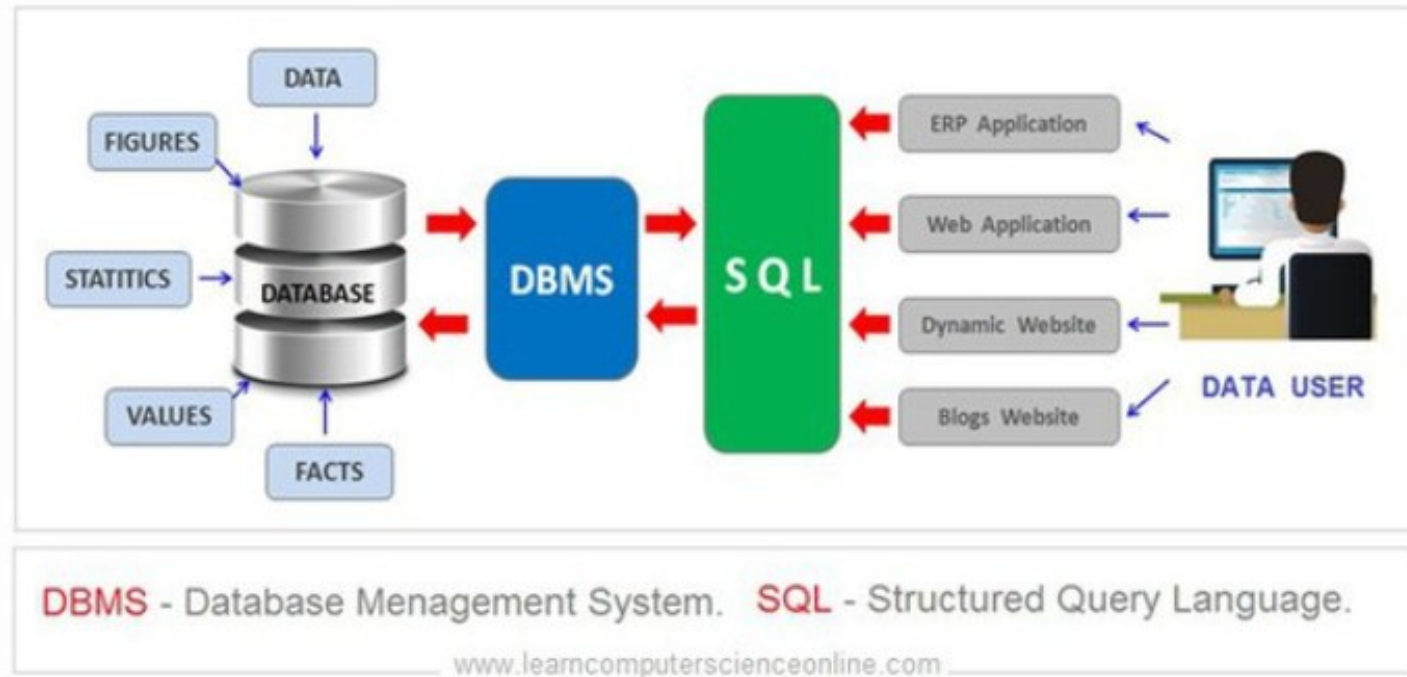 DATA
FIGURES
STATITICS
VALUES
FACTS
DATABASE
DBMS
SQL
ERP Application
Web Application
Dynamic Website
Blogs Website
DATA USER
DBMS - Database Menagement System. SQL - Structured Query Language.
www.learncomputerscienceonline.com